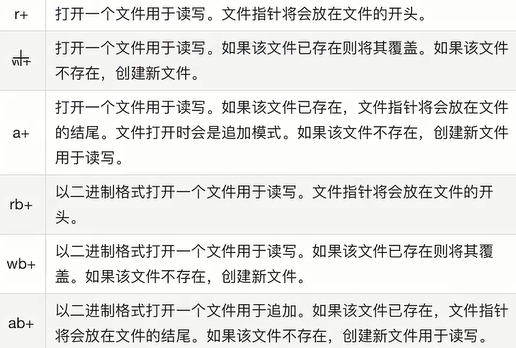 r+
打开一个文件用于读写。文件指针将会放在文件的开头。
打开一个文件用于读写。如果该文件已存在则将其覆盖。如果该文件
不存在，创建新文件。
a+
打开一个文件用于读写。如果该文件已存在，文件指针将会放在文件
的结尾。文件打开时会是追加模式。如果该文件不存在，创建新文件
用于读写。
rb+
以二进制格式打开一个文件用于读写。文件指针将会放在文件的开
头。
wb+
以二进制格式打开一个文件用于读写。如果该文件已存在则将其覆
盖。如果该文件不存在，创建新文件。
ab+
以二进制格式打开一个文件用于追加。如果该文件已存在，文件指针
将会放在文件的结尾。如果该文件不存在，创建新文件用于读写。